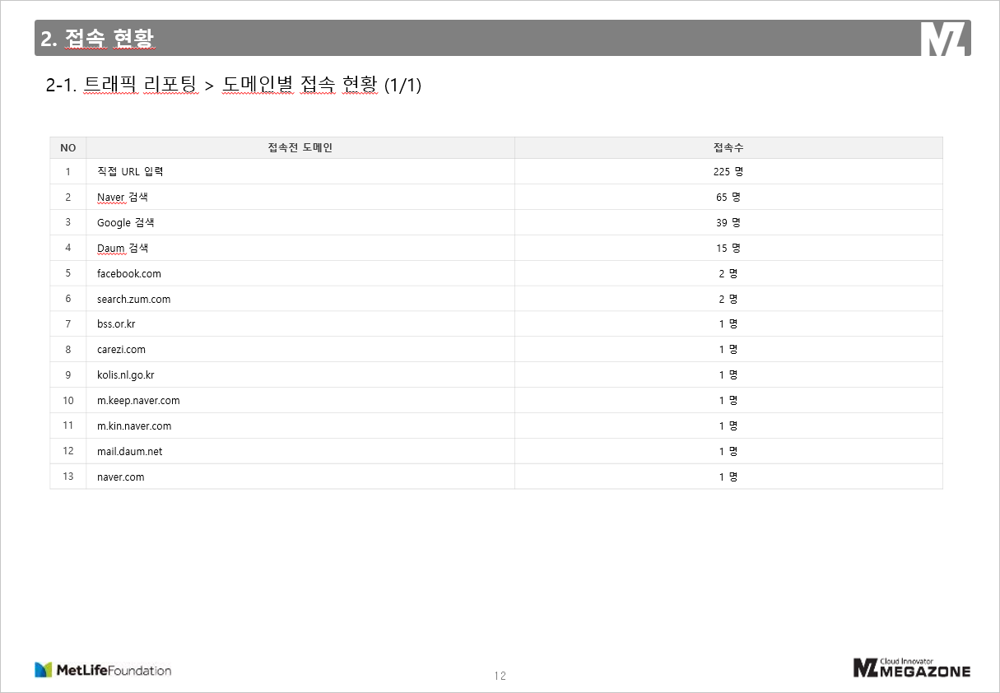 2. 접속 현황
MZ
2-1. 트래픽 리포팅 > 도메인별 접속 현황 (1/1)
NO 접속전 도메인 접속수
1 직접 URL 입력 225 명
2 Naver 검색 65 명
3 Google 검색 39 명
4 Daum 검색 15 명
5 facebook.com 2 명
6 search.zum.com 2 명
7 bss.or.kr 1 명
8 carezi.com 1 명
9 kolis.nl.go.kr 1 명
10 m.keep.naver.com 1 명
11 m.kin.naver.com 1 명
12 mail.daum.net 1 명
13 naver.com 1 명
MetLifeFoundation
12
MZ Cloud Innovator
MEGAZONE